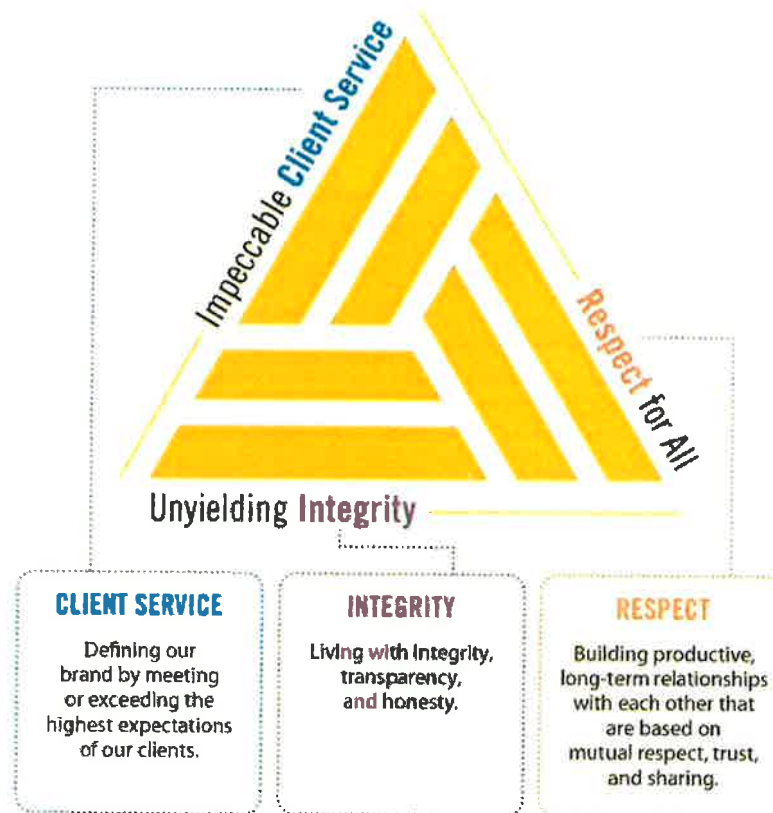 Impeccable Client Service
Respect for All
Unyielding Integrity
CLIENT SERVICE
Defining our
brand by meeting
or exceeding the
highest expectations
of our clients.
INTEGRITY
Living with integrity,
transparency,
and honesty.
RESPECT
Building productive,
long-term relationships
with each other that
are based on
mutual respect, trust,
and sharing.